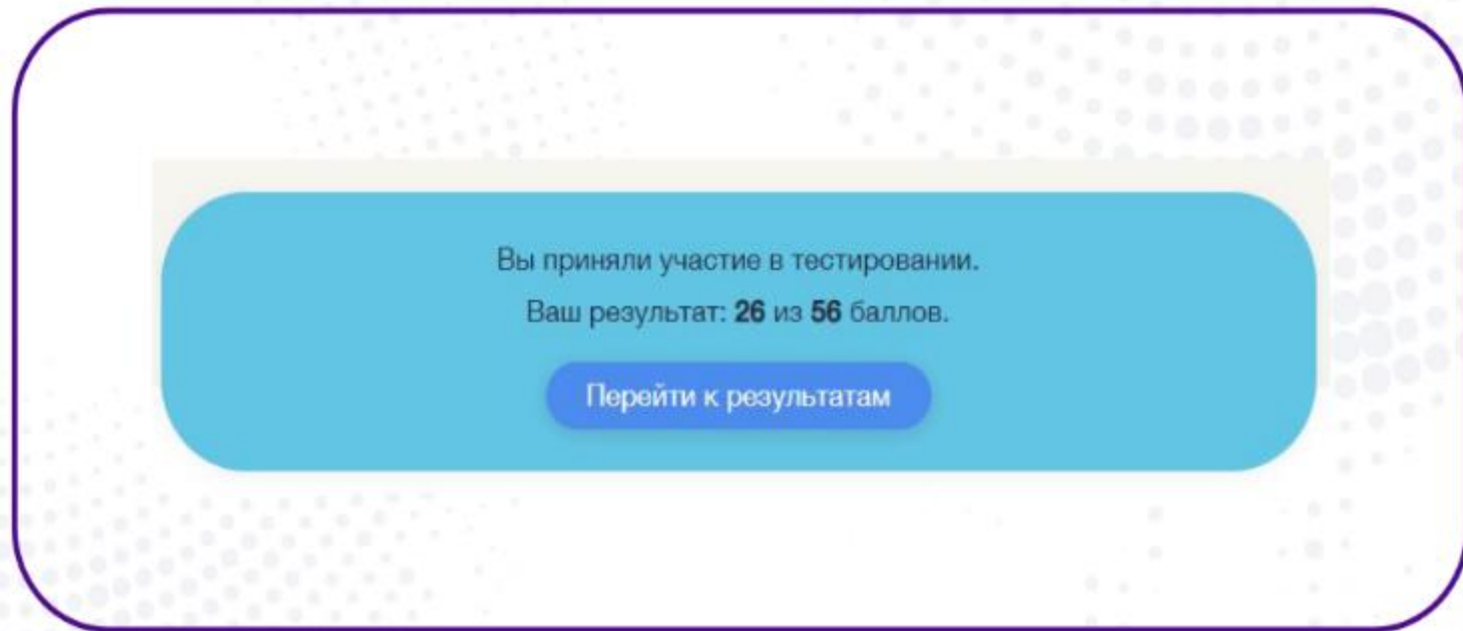 Вы приняли участие в тестировании.
Ваш результат: 26 из 56 баллов.
Перейти к результатам